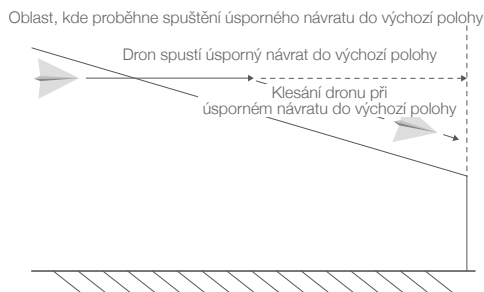 Oblast, kde proběhne spuštění úsporného návratu do výchozí polohy
Dron spustí úsporný návrat do výchozí polohy
Klesání dronu při
úsporném návratu do výchozí polohy